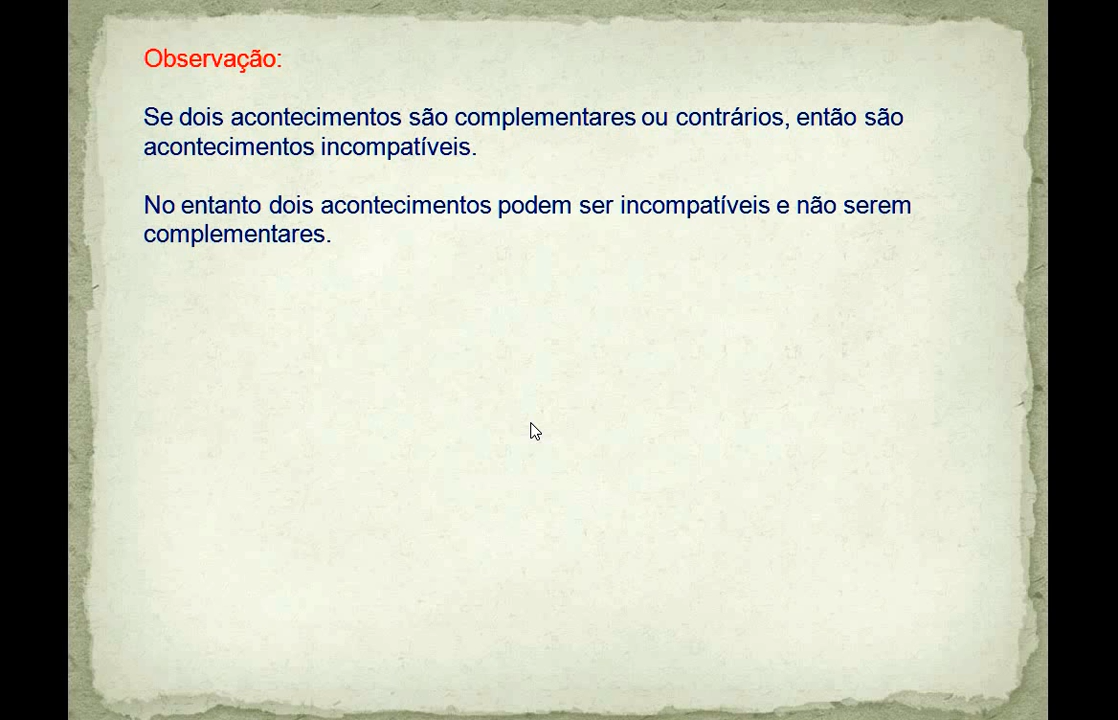 Observação:
Se dois acontecimentos são complementares ou contrários, então são
acontecimentos incompatíveis.
No entanto dois acontecimentos podem ser incompatíveis e não serem
complementares.